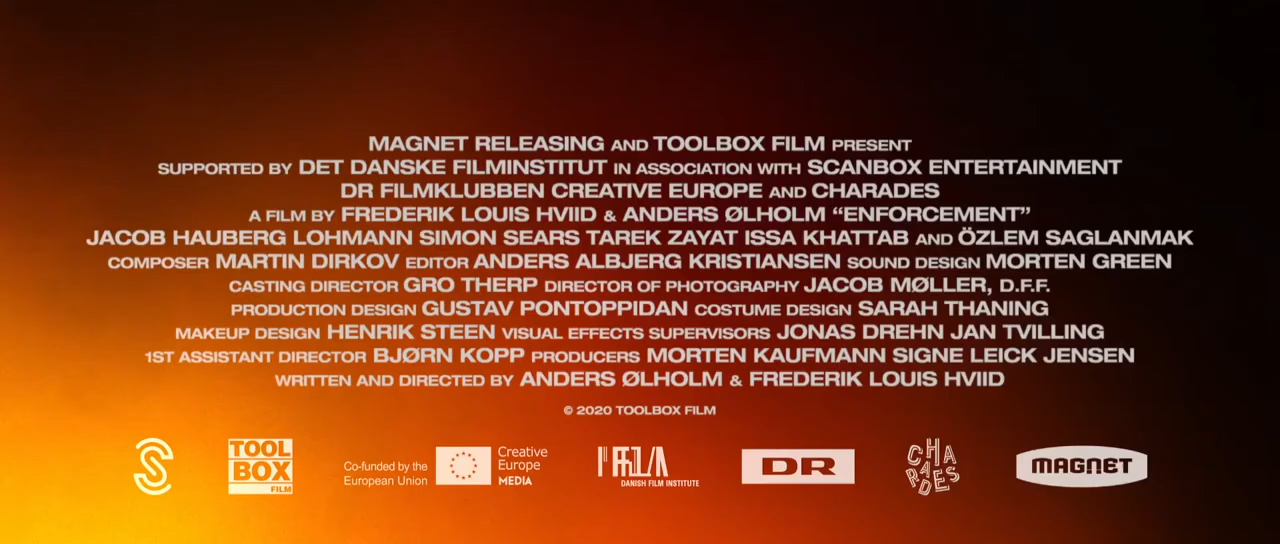 MAGNET RELEASING AND TOOLBOX FILM PRESENT
SUPPORTED BY DET DANSKE FILMINSTITUT IN ASSOCIATION WITH SCANBOX ENTERTAINMENT
DR FILMKLUBBEN CREATIVE EUROPE AND CHARADES
A FILM BY FREDERIK LOUIS HVIID & ANDERS ØLHOLM “ENFORCEMENT”
JACOB HAUBERG LOHMANN SIMON SEARS TAREK ZAYAT ISSA KHATTAB AND ÖZLEM SAGLANMAK
COMPOSER MARTIN DIRKOV EDITOR ANDERS ALBJERG KRISTIANSEN SOUND DESIGN MORTEN GREEN
CASTING DIRECTOR GRO THERP DIRECTOR OF PHOTOGRAPHY JACOB MØLLER, D.F.F.
PRODUCTION DESIGN GUSTAV PONTOPPIDAN COSTUME DESIGN SARAH THANING
MAKEUP DESIGN HENRIK STEEN VISUAL EFFECTS SUPERVISORS JONAS DREHN JAN TVILLING
1ST ASSISTANT DIRECTOR BJØRN KOPP PRODUCERS MORTEN KAUFMANN SIGNE LEICK JENSEN
WRITTEN AND DIRECTED BY ANDERS ØLHOLM & FREDERIK LOUIS HVIID
© 2020 TOOLBOX FILM
S
TOOL
BOX
FILM
Co-funded by the
European Union
Creative
Europe
MEDIA
DANISH FILM INSTITUTE
DR
CHARADES
MAGNET